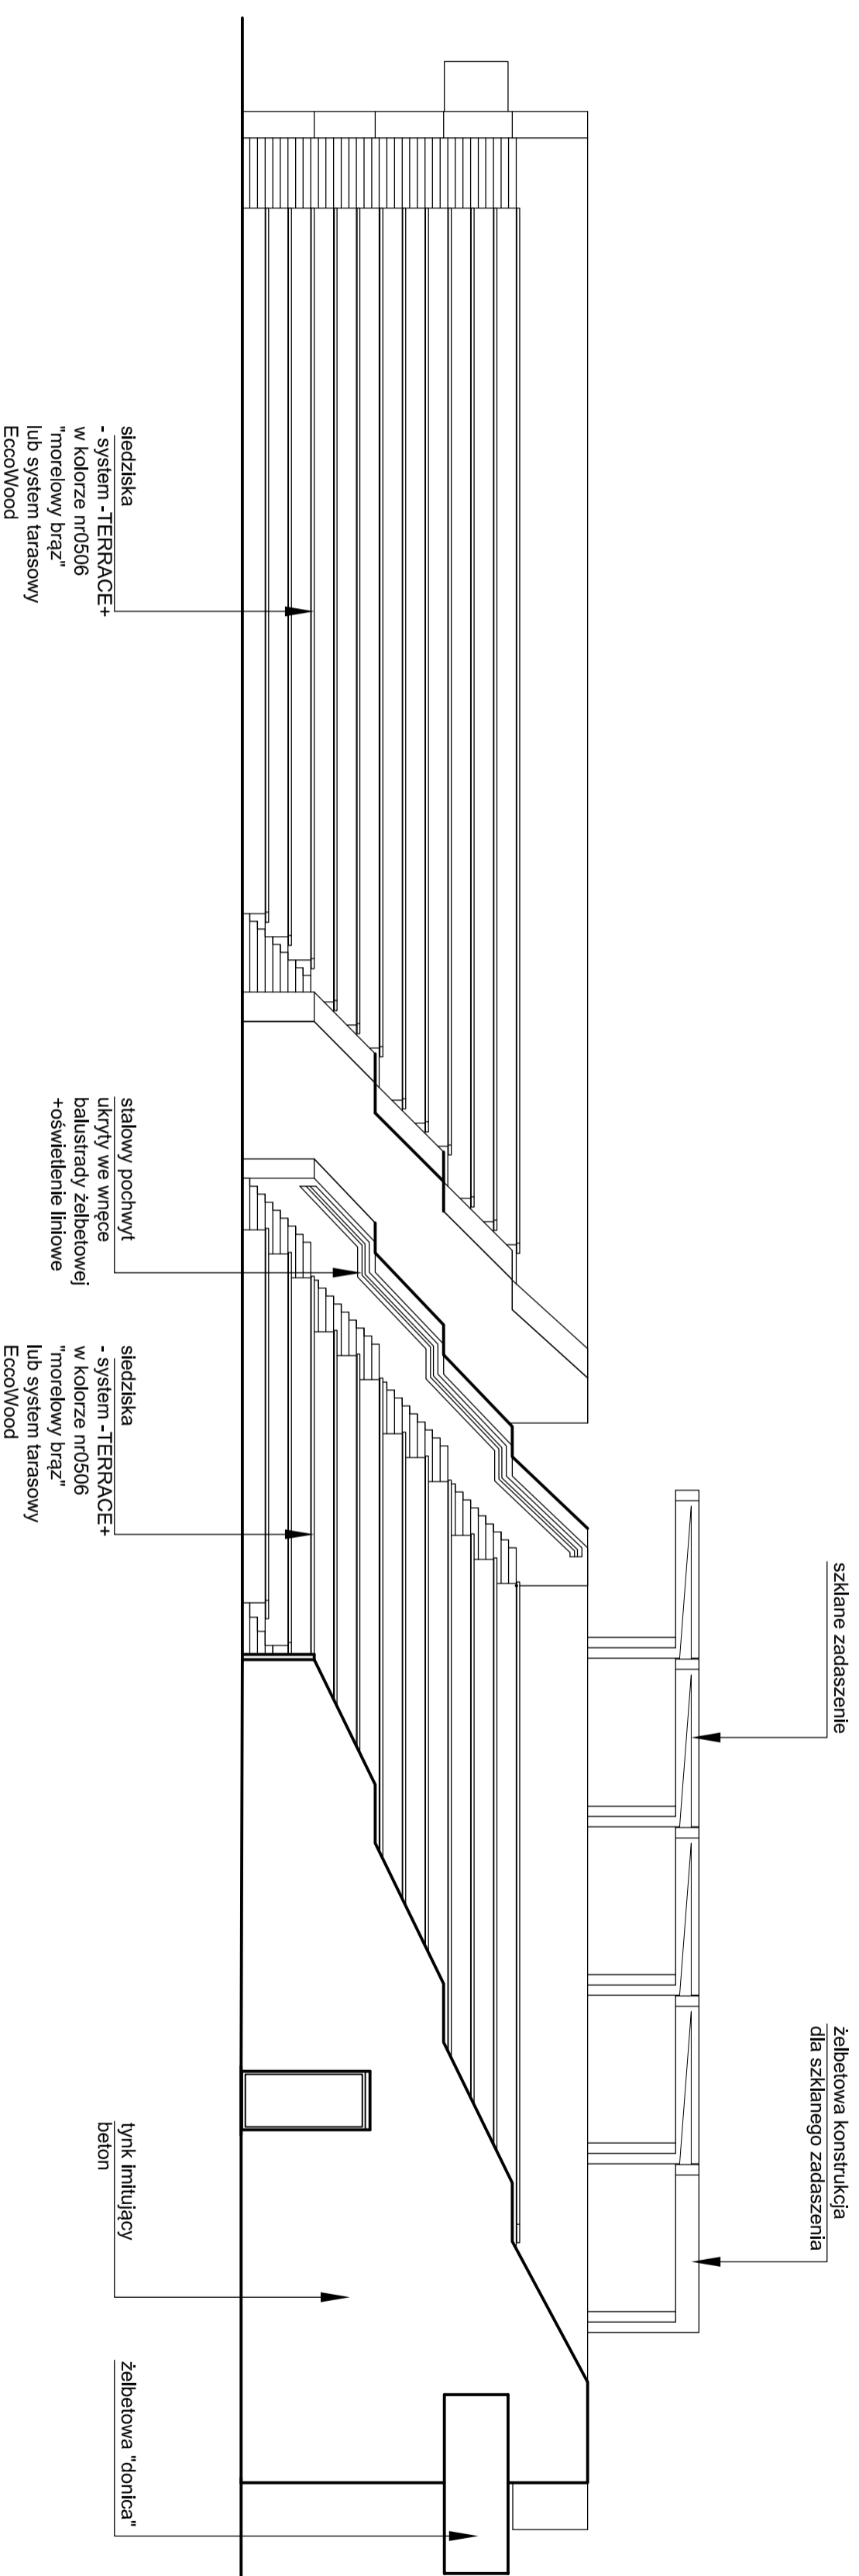 szklane zadaszenie
żelbetowa konstrukcja
dla szklanego zadaszenia
siedziska
- system -TERRACE+
w kolorze nr0506
"morelowy brąz"
lub system tarasowy
EccoWood
stalowy pochwyt
ukryty we wnęce
balustrady żelbetowej
+oświetlenie liniowe
siedziska
- system -TERRACE+
w kolorze nr0506
"morelowy brąz"
lub system tarasowy
EccoWood
tynk imitujący
beton
żelbetowa "donica"